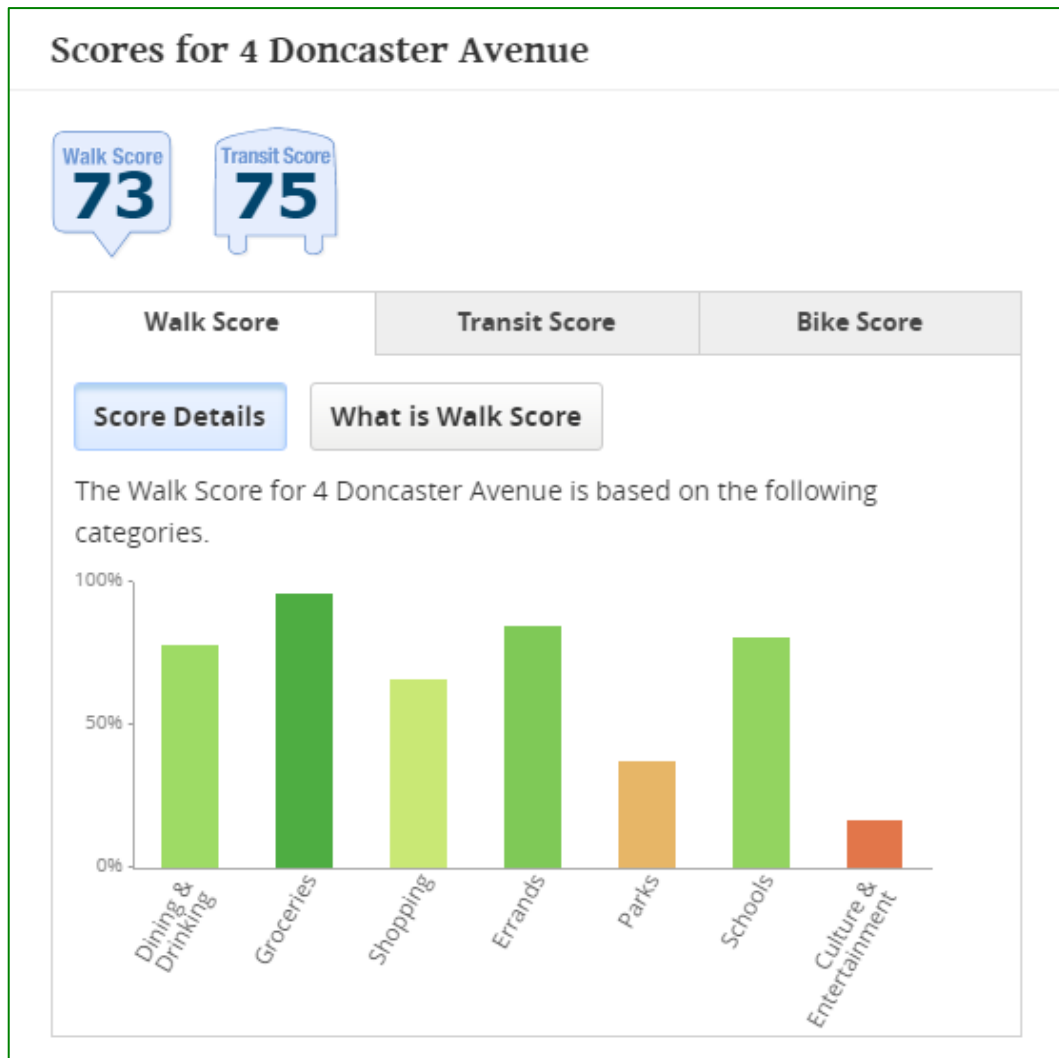 Scores for 4 Doncaster Avenue
Walk Score
73
Transit Score
75
Walk Score
Transit Score
Bike Score
Score Details
What is Walk Score
The Walk Score for 4 Doncaster Avenue is based on the following
categories.
100%
50%
0%
Dining &
Drinking
Groceries
Shopping
Errands
Parks
Schools
Culture &
Entertainment